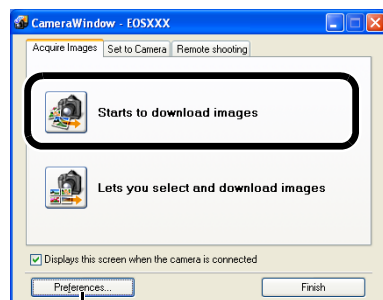 CameraWindow - EOSXXX
Acquire Images Set to Camera Remote shooting
Starts to download images
Lets you select and download images
Displays this screen when the camera is connected
Preferences... Finish